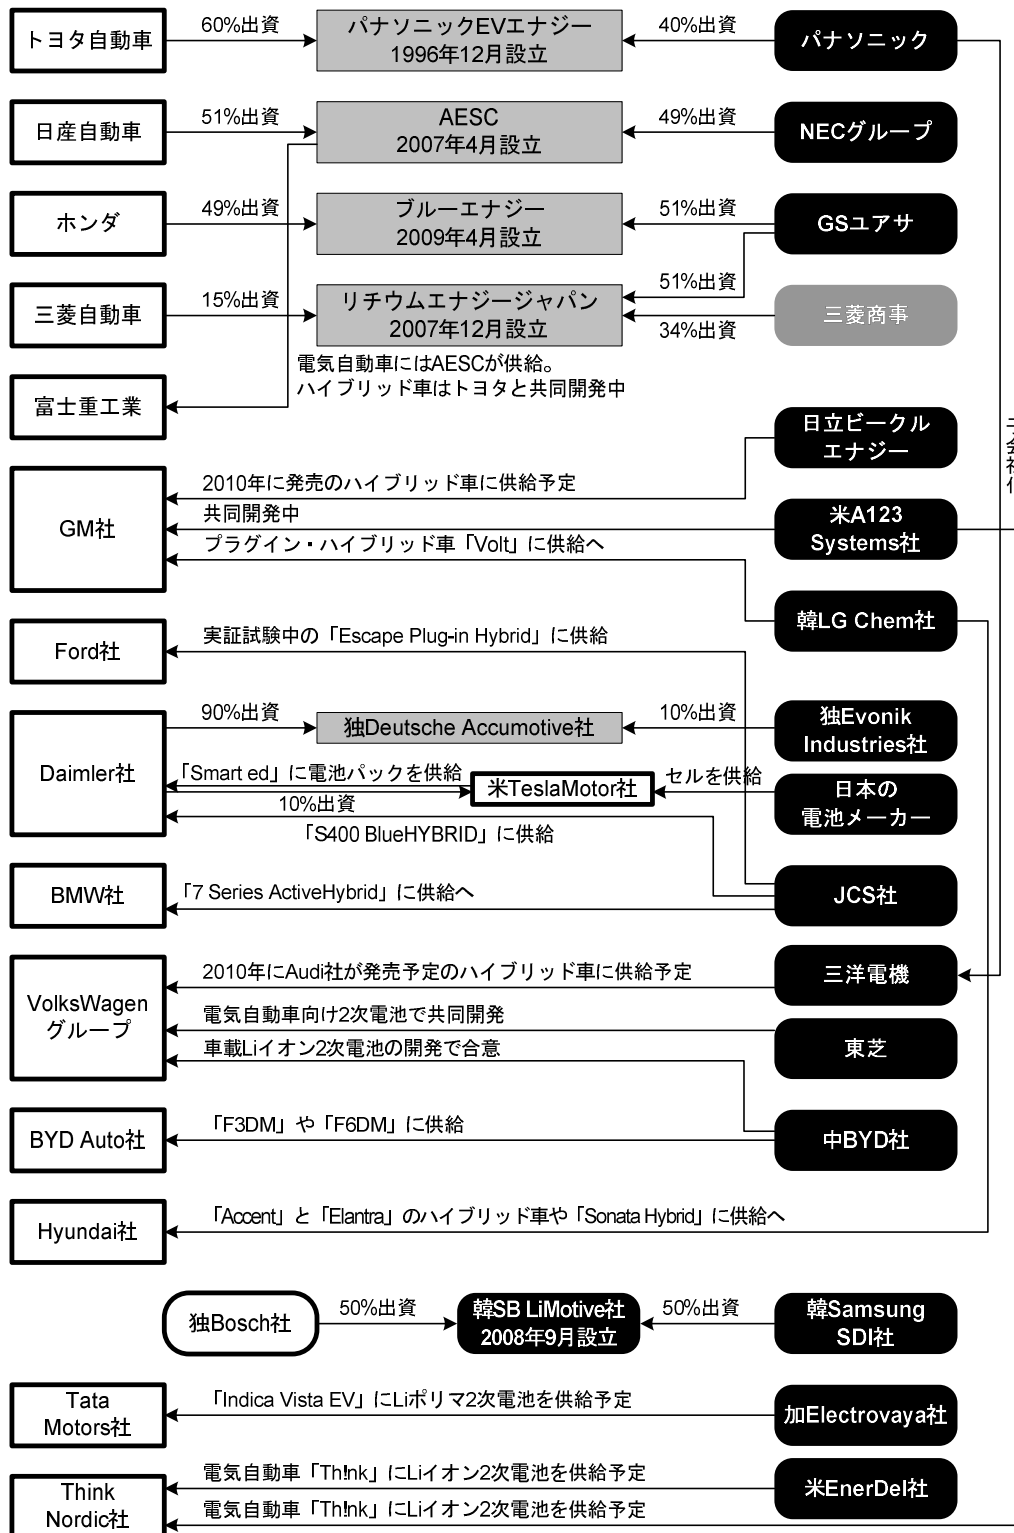 トヨタ自動車
60%出資
パナソニックEVエナジー
1996年12月設立
40%出資
パナソニック
日産自動車
51%出資
AESC
2007年4月設立
49%出資
NECグループ
ホンダ
49%出資
ブルーエナジー
2009年4月設立
51%出資
GSユアサ
三菱自動車
15%出資
リチウムエナジージャパン
2007年12月設立
51%出資
34%出資
三菱商事
電気自動車にはAESCが供給。
ハイブリッド車はトヨタと共同開発中
富士重工業
日立ビークル
エナジー
GM社
2010年に発売のハイブリッド車に供給予定
共同開発中
米A123
Systems社
プラグイン・ハイブリッド車「Volt」に供給へ
韓LG Chem社
Ford社
実証試験中の「Escape Plug-in Hybrid」に供給
Daimler社
90%出資
独Deutsche Accumotive社
10%出資
独Evonik
Industries社
「Smart ed」に電池パックを供給
米TeslaMotor社
セルを供給
日本の
電池メーカー
10%出資
「S400 BlueHYBRID」に供給
BMW社
「7 Series ActiveHybrid」に供給へ
JCS社
VolksWagen
グループ
2010年にAudi社が発売予定のハイブリッド車に供給予定
三洋電機
電気自動車向け2次電池で共同開発
東芝
車載Liイオン2次電池の開発で合意
BYD Auto社
「F3DM」や「F6DM」に供給
中BYD社
Hyundai社
「Accent」と「Elantra」のハイブリッド車や「Sonata Hybrid」に供給へ
独Bosch社
50%出資
韓SB LiMotive社
2008年9月設立
50%出資
韓Samsung
SDI社
Tata
Motors社
「Indica Vista EV」にLiポリマ2次電池を供給予定
加Electrovaya社
Think
Nordic社
電気自動車「Th!nk」にLiイオン2次電池を供給予定
米EnerDel社
電気自動車「Th!nk」にLiイオン2次電池を供給予定